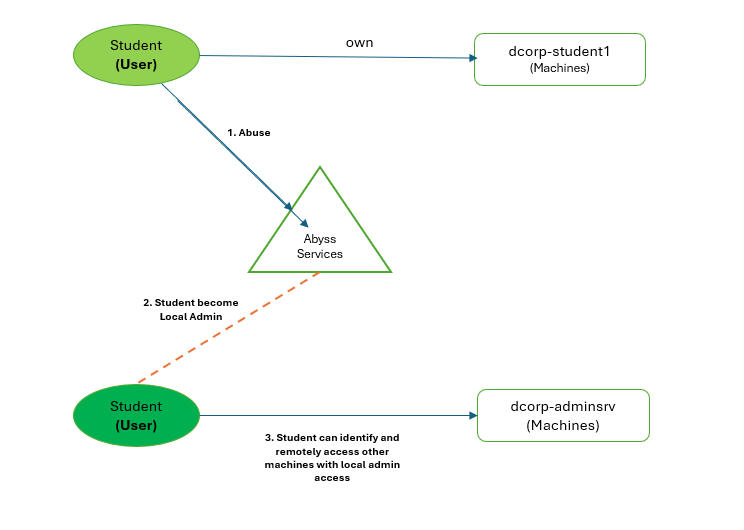 Student
(User)
own
dcorp-student1
(Machines)
1. Abuse
Abyss
Services
2. Student become
Local Admin
Student
(User)
dcorp-adminsrv
(Machines)
3. Student can identify and
remotely access other
machines with local admin
access